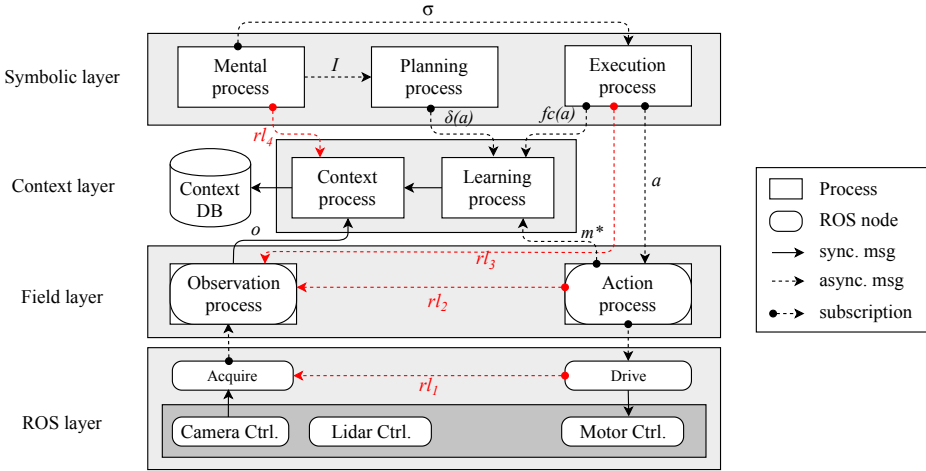 σ
Symbolic layer
Mental
process
I
Planning
process
Execution
process
δ(a)
fc(a)
rl4
Context layer
Context
DB
Context
process
Learning
process
a
Process
ROS node
sync. msg
async. msg
subscription
o
m*
rl3
Field layer
Observation
process
rl2
Action
process
Acquire
rl1
Drive
ROS layer
Camera Ctrl.
Lidar Ctrl.
Motor Ctrl.